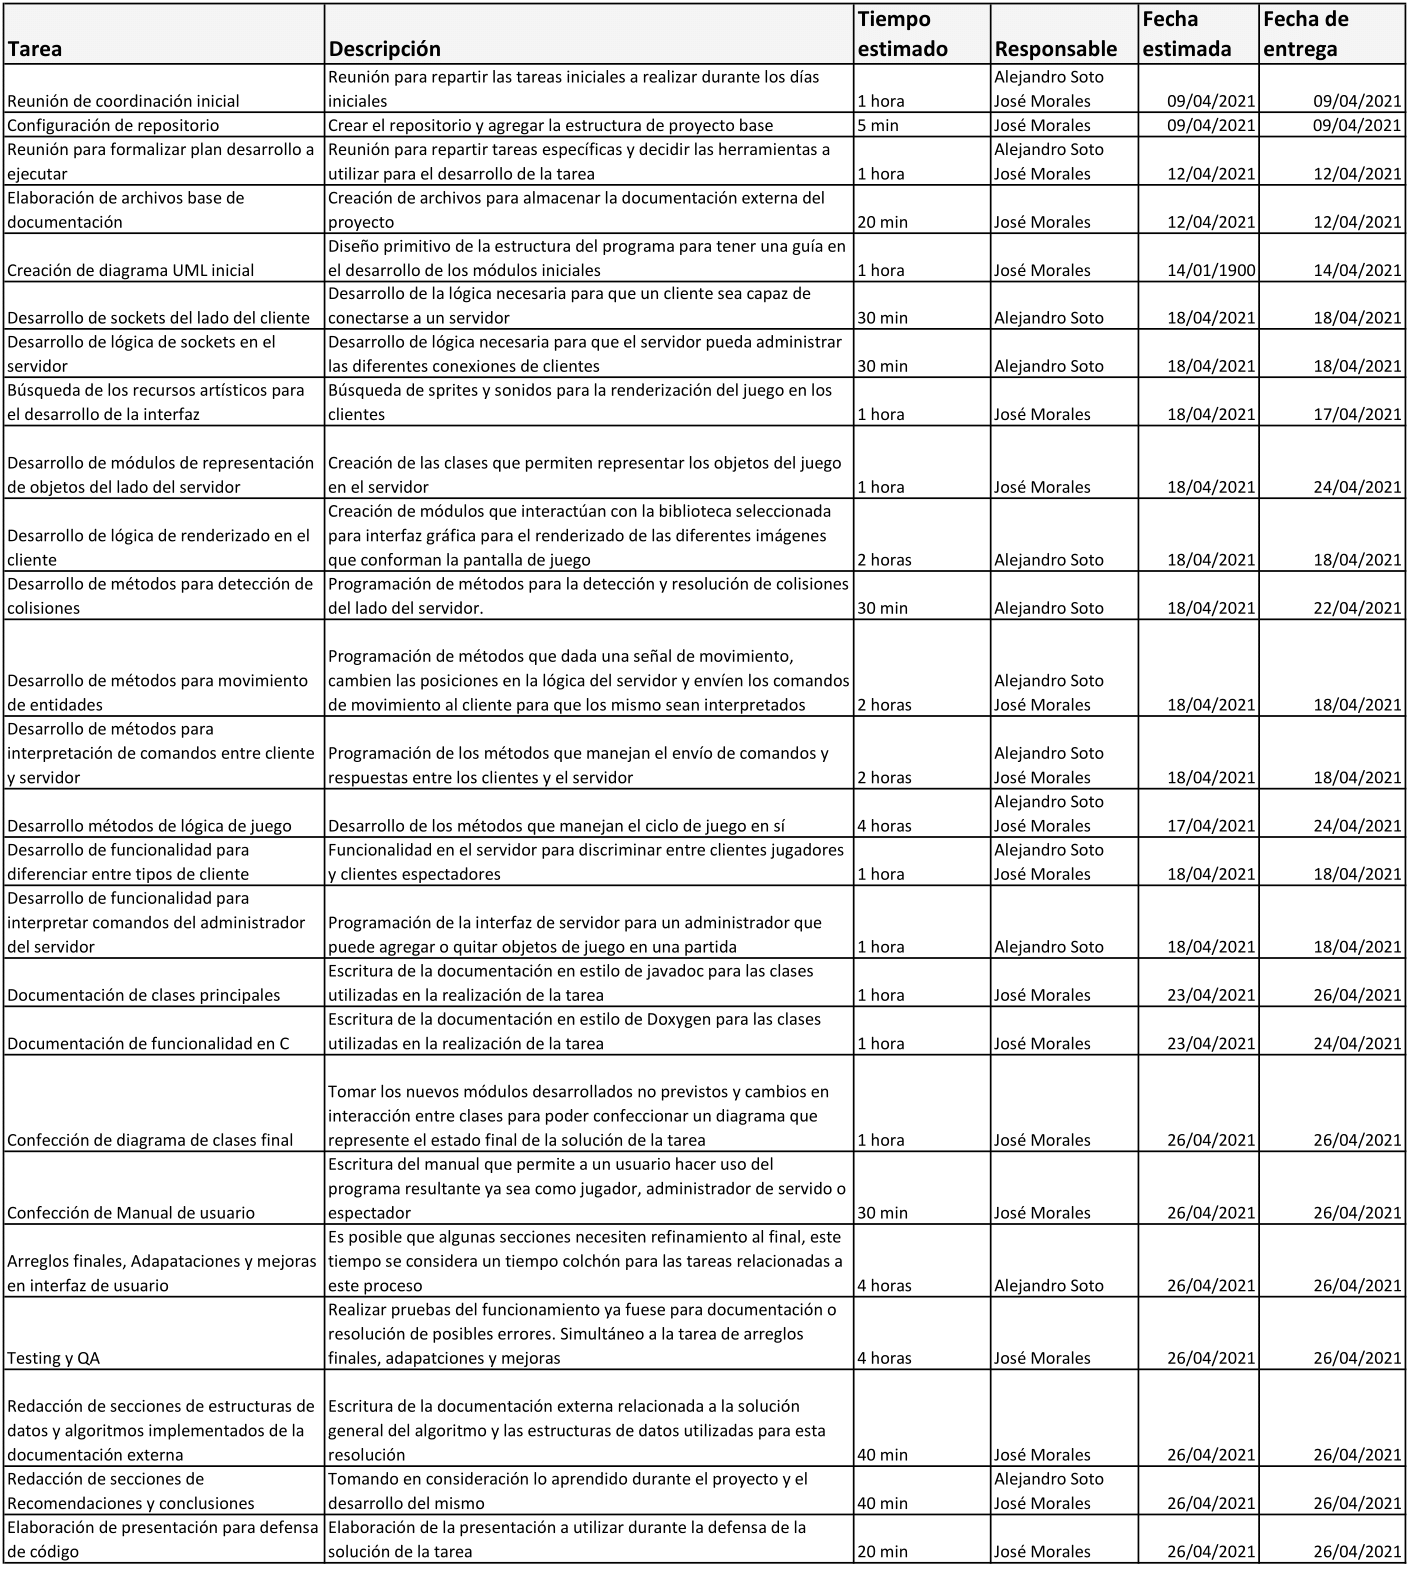 Tarea Descripción Tiempo estimado Responsable Fecha estimada Fecha de entrega
Reunión de coordinación inicial
Reunión para repartir las tareas iniciales a realizar durante los días
iniciales
1 hora
Alejandro Soto
José Morales
09/04/2021
09/04/2021
Configuración de repositorio
Crear el repositorio y agregar la estructura de proyecto base
5 min
José Morales
09/04/2021
09/04/2021
Reunión para formalizar plan desarrollo a
ejecutar
Reunión para repartir tareas específicas y decidir las herramientas a
utilizar para el desarrollo de la tarea
1 hora
Alejandro Soto
José Morales
12/04/2021
12/04/2021
Elaboración de archivos base de
documentación
Creación de archivos para almacenar la documentación externa del
proyecto
20 min
José Morales
12/04/2021
12/04/2021
Creación de diagrama UML inicial
Diseño primitivo de la estructura del programa para tener una guía en
el desarrollo de los módulos iniciales
1 hora
José Morales
14/01/1900
14/04/2021
Desarrollo de sockets del lado del cliente
Desarrollo de la lógica necesaria para que un cliente sea capaz de
conectarse a un servidor
30 min
Alejandro Soto
18/04/2021
18/04/2021
Desarrollo de lógica de sockets en el
servidor
Desarrollo de lógica necesaria para que el servidor pueda administrar
las diferentes conexiones de clientes
30 min
Alejandro Soto
18/04/2021
18/04/2021
Búsqueda de los recursos artísticos para
el desarrollo de la interfaz
Búsqueda de sprites y sonidos para la renderización del juego en los
clientes
1 hora
José Morales
18/04/2021
17/04/2021
Desarrollo de módulos de representación
de objetos del lado del servidor
Creación de las clases que permiten representar los objetos del juego
en el servidor
1 hora
José Morales
18/04/2021
24/04/2021
Desarrollo de lógica de renderizado en el
cliente
Creación de módulos que interactúan con la biblioteca seleccionada
para interfaz gráfica para el renderizado de las diferentes imágenes
que conforman la pantalla de juego
2 horas
Alejandro Soto
18/04/2021
18/04/2021
Desarrollo de métodos para detección de
colisiones
Programación de métodos para la detección y resolución de colisiones
del lado del servidor.
30 min
Alejandro Soto
18/04/2021
22/04/2021
Desarrollo de métodos para movimiento
de entidades
Programación de métodos que dada una señal de movimiento,
cambien las posiciones en la lógica del servidor y envíen los comandos
de movimiento al cliente para que los mismo sean interpretados
2 horas
Alejandro Soto
José Morales
18/04/2021
18/04/2021
Desarrollo de métodos para
interpretación de comandos entre cliente
y servidor
Programación de los métodos que manejan el envío de comandos y
respuestas entre los clientes y el servidor
2 horas
Alejandro Soto
José Morales
18/04/2021
18/04/2021
Desarrollo métodos de lógica de juego
Desarrollo de los métodos que manejan el ciclo de juego en sí
4 horas
Alejandro Soto
José Morales
17/04/2021
24/04/2021
Desarrollo de funcionalidad para
diferenciar entre tipos de cliente
Funcionalidad en el servidor para discriminar entre clientes jugadores
y clientes espectadores
1 hora
Alejandro Soto
José Morales
18/04/2021
18/04/2021
Desarrollo de funcionalidad para
interpretar comandos del administrador
del servidor
Programación de la interfaz de servidor para un administrador que
puede agregar o quitar objetos de juego en una partida
1 hora
Alejandro Soto
18/04/2021
18/04/2021
Documentación de clases principales
Escritura de la documentación en estilo de javadoc para las clases
utilizadas en la realización de la tarea
1 hora
José Morales
23/04/2021
26/04/2021
Documentación de funcionalidad en C
Escritura de la documentación en estilo de Doxygen para las clases
utilizadas en la realización de la tarea
1 hora
José Morales
23/04/2021
24/04/2021
Confección de diagrama de clases final
Tomar los nuevos módulos desarrollados no previstos y cambios en
interacción entre clases para poder confeccionar un diagrama que
represente el estado final de la solución de la tarea
1 hora
José Morales
26/04/2021
26/04/2021
Confección de Manual de usuario
Escritura del manual que permite a un usuario hacer uso del
programa resultante ya sea como jugador, administrador de servido o
espectador
30 min
José Morales
26/04/2021
26/04/2021
Arreglos finales, Adapataciones y mejoras
en interfaz de usuario
Es posible que algunas secciones necesiten refinamiento al final, este
tiempo se considera un tiempo colchón para las tareas relacionadas a
este proceso
4 horas
Alejandro Soto
26/04/2021
26/04/2021
Testing y QA
Realizar pruebas del funcionamiento ya fuese para documentación o
resolución de posibles errores. Simultáneo a la tarea de arreglos
finales, adapatciones y mejoras
4 horas
José Morales
26/04/2021
26/04/2021
Redacción de secciones de estructuras de
datos y algoritmos implementados de la
documentación externa
Escritura de la documentación externa relacionada a la solución
general del algoritmo y las estructuras de datos utilizadas para esta
resolución
40 min
José Morales
26/04/2021
26/04/2021
Redacción de secciones de
Recomendaciones y conclusiones
Tomando en consideración lo aprendido durante el proyecto y el
desarrollo del mismo
40 min
Alejandro Soto
José Morales
26/04/2021
26/04/2021
Elaboración de presentación para defensa
de código
Elaboración de la presentación a utilizar durante la defensa de la
solución de la tarea
20 min
José Morales
26/04/2021
26/04/2021